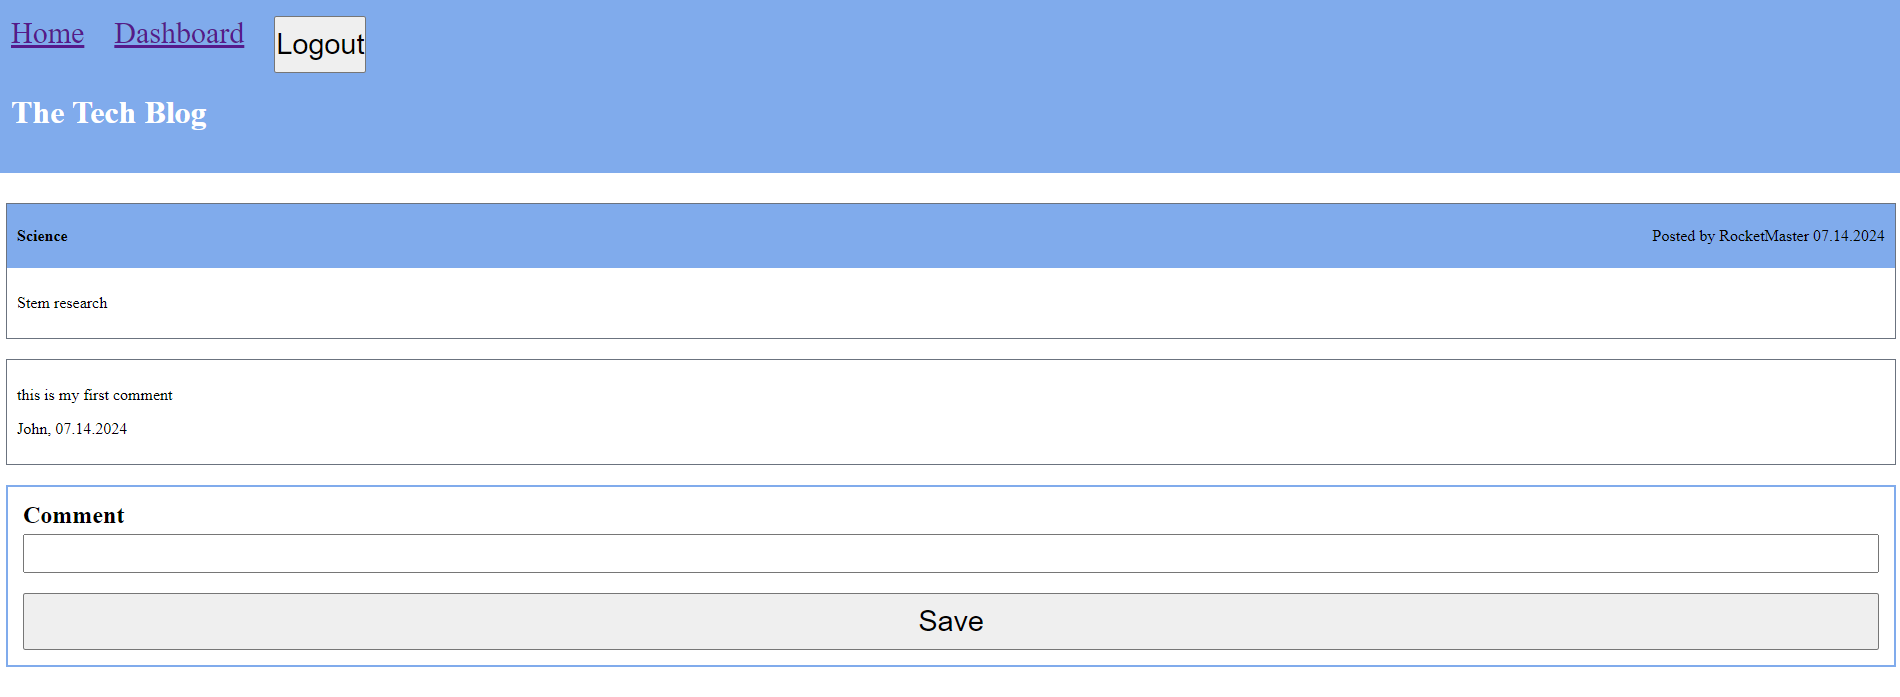 Home Dashboard Logout
The Tech Blog
Science Posted by RocketMaster 07.14.2024
Stem research
this is my first comment
John, 07.14.2024
Comment
Save